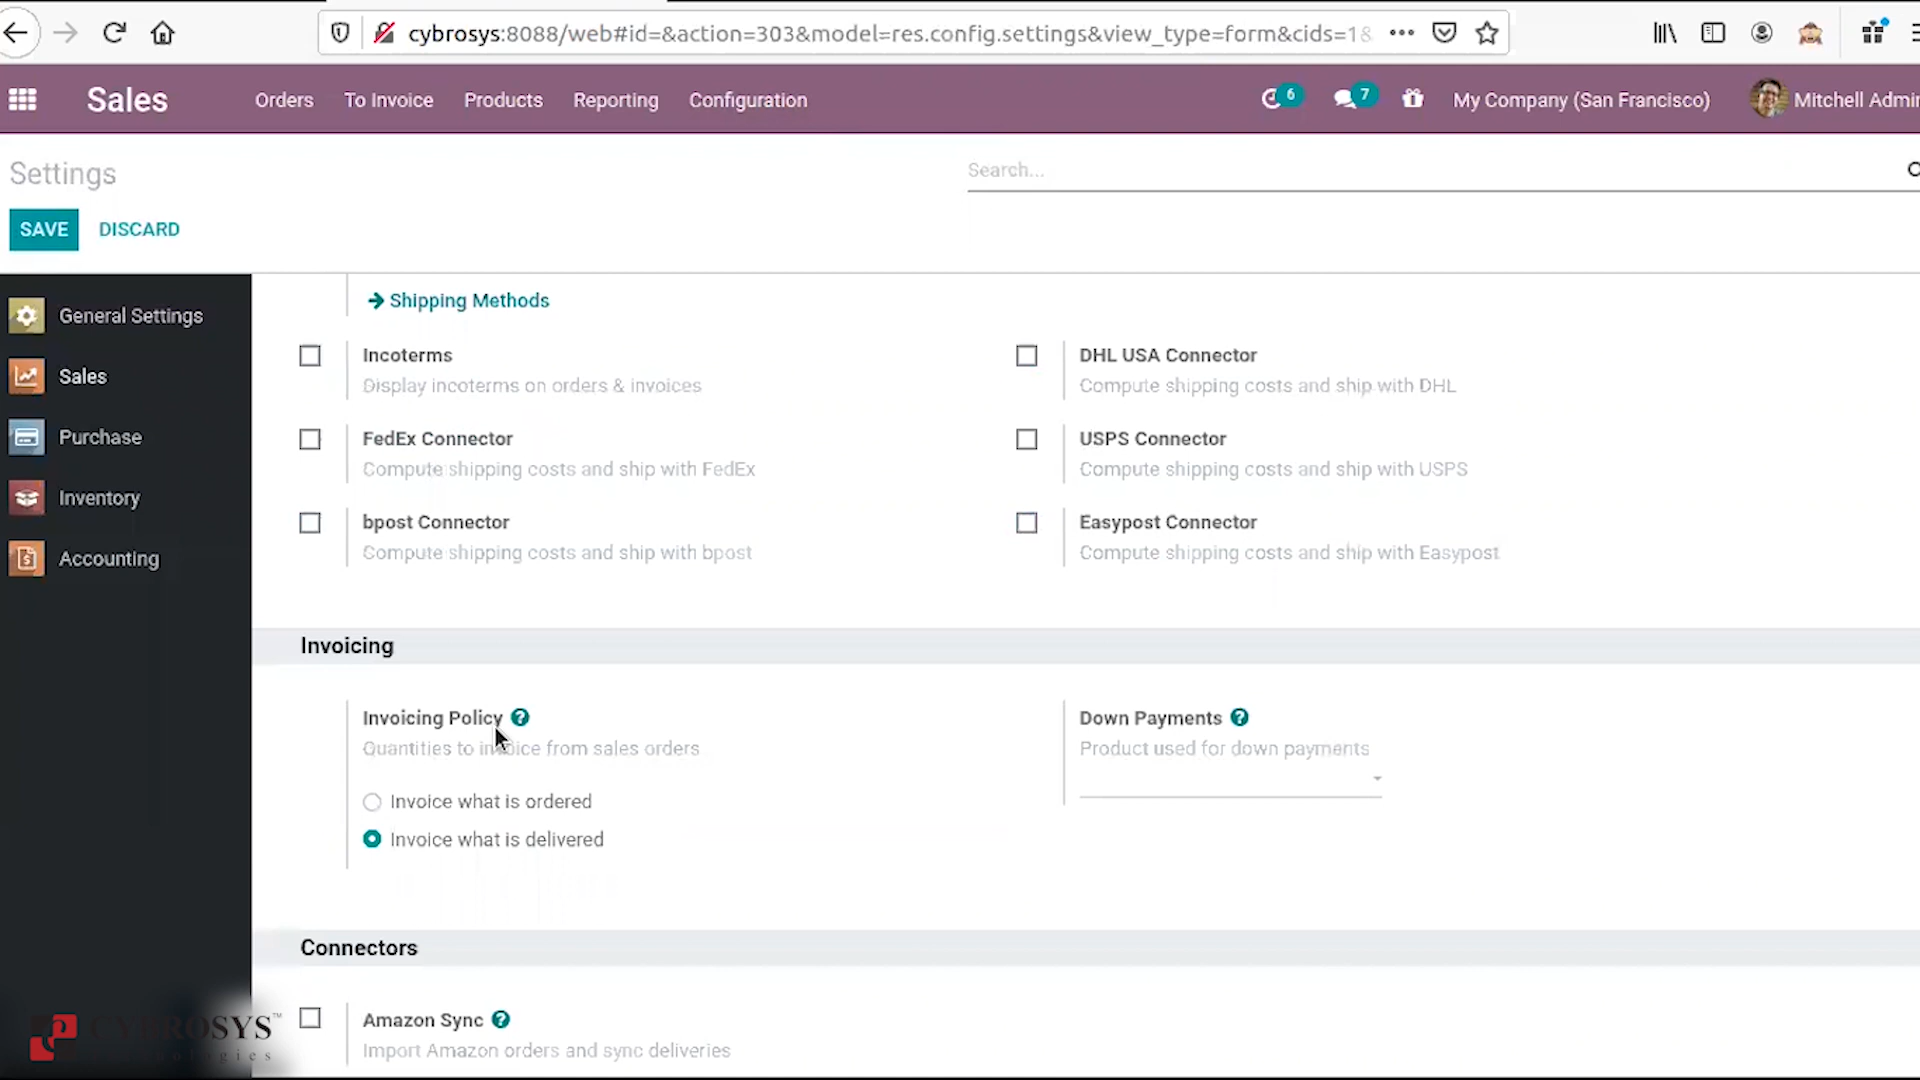 cybrosys:8088/web#id=&action=303&model=res.config.settings&view_type=form&cids=1&
Sales
Orders
To Invoice
Products
Reporting
Configuration
6
7
My Company (San Francisco)
Mitchell Admin
Settings
Search...
SAVE
DISCARD
General Settings
Sales
Purchase
Inventory
Accounting
Shipping Methods
Incoterms
Display incoterms on orders & invoices
DHL USA Connector
Compute shipping costs and ship with DHL
FedEx Connector
Compute shipping costs and ship with FedEx
USPS Connector
Compute shipping costs and ship with USPS
bpost Connector
Compute shipping costs and ship with bpost
Easypost Connector
Compute shipping costs and ship with Easypost
Invoicing
Invoicing Policy ?
Quantities to invoice from sales orders
Invoice what is ordered
Invoice what is delivered
Down Payments ?
Product used for down payments
Connectors
Amazon Sync ?
Import Amazon orders and sync deliveries
CYBROSYS™